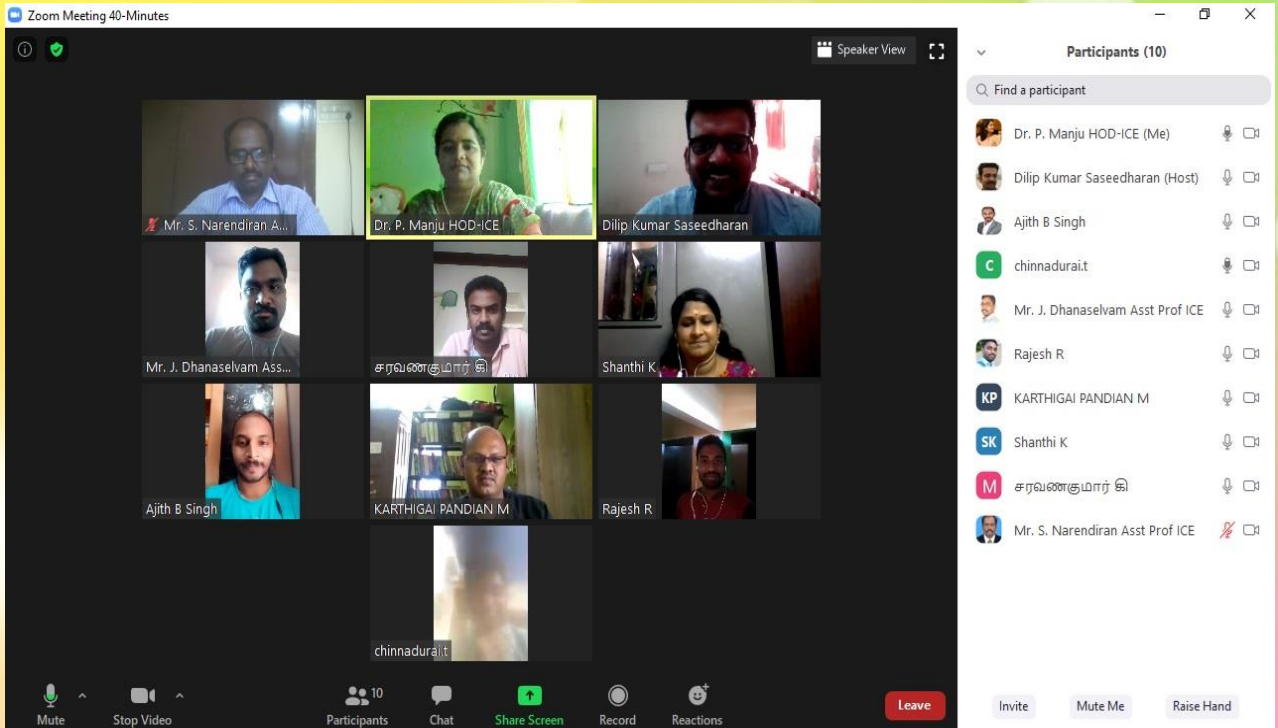 Zoom Meeting 40-Minutes
Speaker View
Mr. S. Narendiran A...
Dr. P. Manju HOD-ICE
Dilip Kumar Saseedharan
Mr. J. Dhanaselvam Ass...
சரவணகுமார் கி
Shanthi K
Ajith B Singh
KARTHIGAI PANDIAN M
Rajesh R
chinnadurai.t
Mute
Stop Video
10
Participants
Chat
Share Screen
Record
Reactions
Leave
Participants (10)
Find a participant
Dr. P. Manju HOD-ICE (Me)
Dilip Kumar Saseedharan (Host)
Ajith B Singh
C chinnadurai.t
Mr. J. Dhanaselvam Asst Prof ICE
Rajesh R
KP KARTHIGAI PANDIAN M
SK Shanthi K
M சரவணகுமார் கி
Mr. S. Narendiran Asst Prof ICE
Invite
Mute Me
Raise Hand